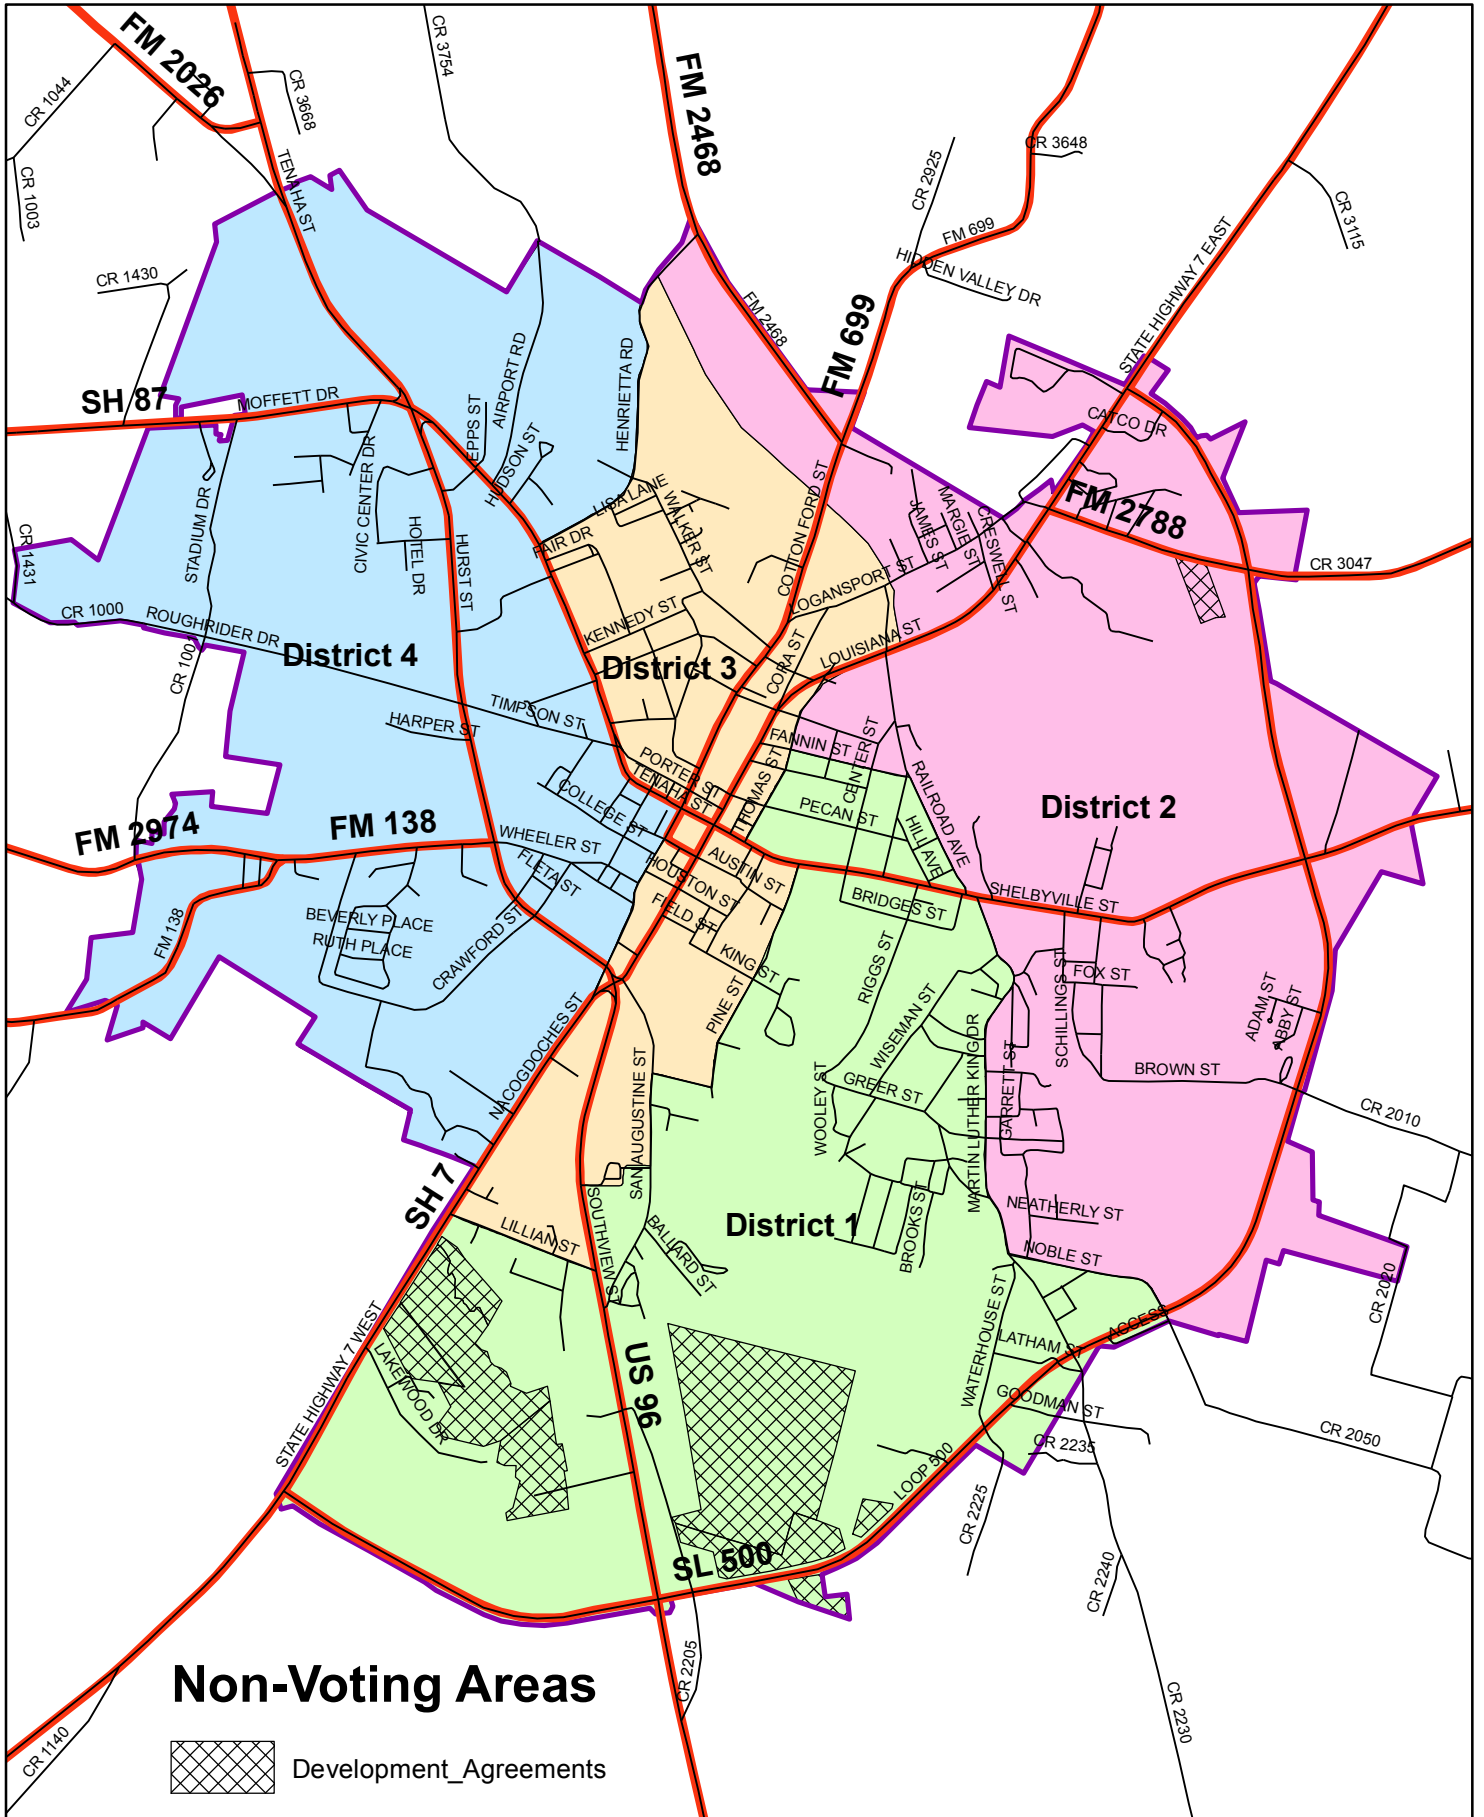 FM 2026
CR 3754
CR 1044
CR 3668
FM 2468
CR 3648
CR 2925
CR 1003
TENAHA ST
CR 3115
FM 699
HIDDEN VALLEY DR
STATE HIGHWAY 7 EAST
CR 1430
FM 2468
FM 699
AIRPORT RD
HENRIETTA RD
SH 87
MOFFETT DR
EPPS ST
CATCO DR
HUDSON ST
CIVIC CENTER DR
LISA LANE
WALKER ST
COTTON FORD ST
FM 2788
STADIUM DR
HOTEL DR
FAIR DR
JAMES ST
MARGIE ST
CRESWELL ST
CR 1431
HURST ST
LOGANSPORT ST
CR 3047
CR 1000
ROUGHRIDER DR
KENNEDY ST
District 4
CR 1001
District 3
CORA ST
LOUISIANA ST
TIMPSON ST
HARPER ST
FANNIN ST
CENTER ST
PORTER ST
TENAHA ST
THOMAS ST
RAILROAD AVE
COLLEGE ST
PECAN ST
HILL AVE
District 2
FM 2974
FM 138
WHEELER ST
AUSTIN ST
FLETA ST
HOUSTON ST
SHELBYVILLE ST
BRIDGES ST
FIELD ST
FM 138
BEVERLY PLACE
RUTH PLACE
CRAWFORD ST
KING ST
RIGGS ST
FOX ST
PINE ST
WISEMAN ST
SCHILLINGS ST
ADAM ST
ABBY ST
NACOGDOCHES ST
SAN AUGUSTINE ST
WOOLEY ST
GREER ST
MARTIN LUTHER KING DR
GARRETT ST
BROWN ST
CR 2010
SH 7
SOUTHVIEW ST
BALLARD ST
District 1
BROOKS ST
NEATHERLY ST
LILLIAN ST
NOBLE ST
CR 2020
WATERHOUSE ST
ACCESS
STATE HIGHWAY 7 WEST
LAKEWOOD DR
US 96
LATHAM ST
GOODMAN ST
CR 2235
CR 2050
LOOP 500
CR 2225
SL 500
CR 2240
CR 2205
CR 2230
CR 1140
Non-Voting Areas
Development_Agreements